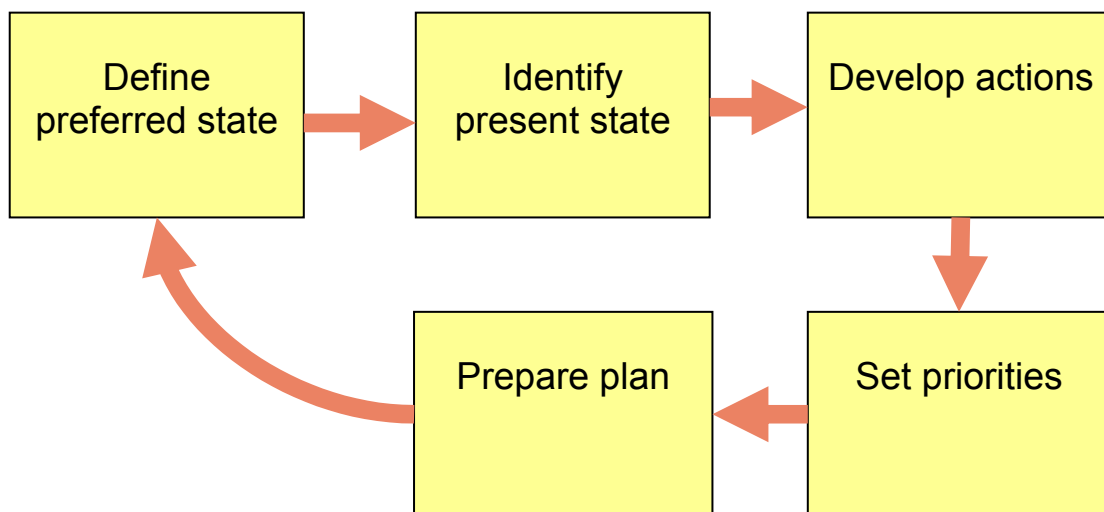 Define
preferred state
Identify
present state
Develop actions
Prepare plan
Set priorities